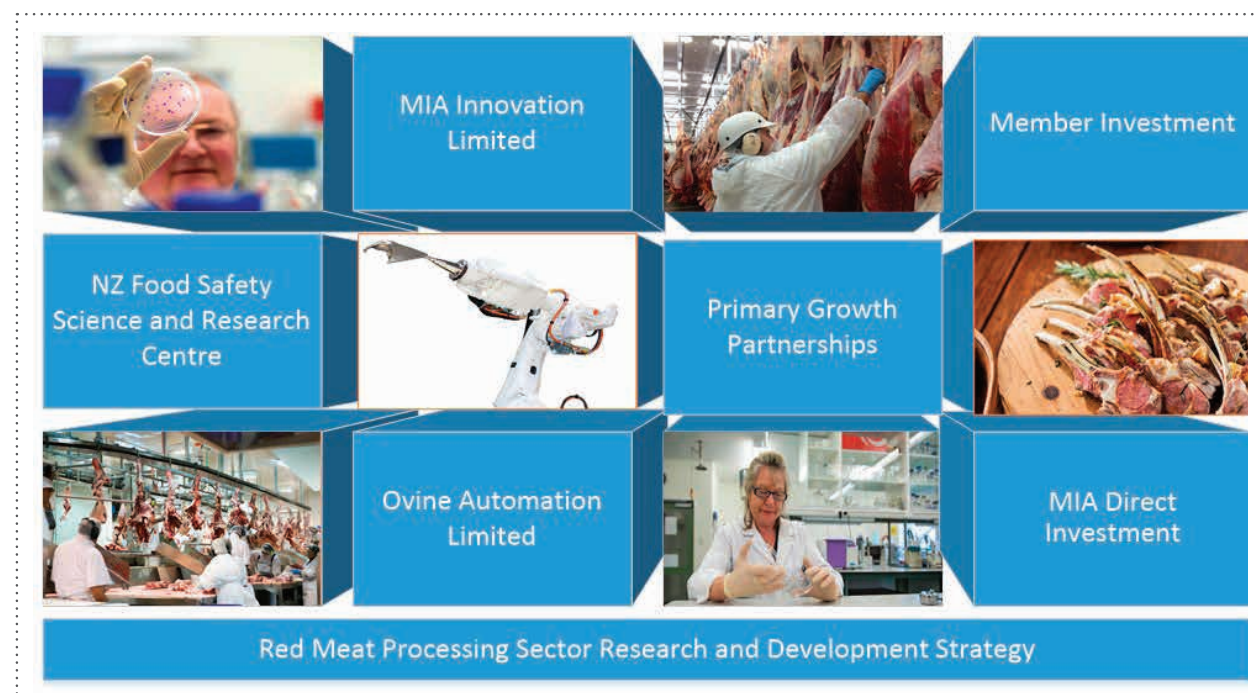 MIA Innovation
Limited
Member Investment
NZ Food Safety
Science and Research
Centre
Primary Growth
Partnerships
Ovine Automation
Limited
MIA Direct
Investment
Red Meat Processing Sector Research and Development Strategy